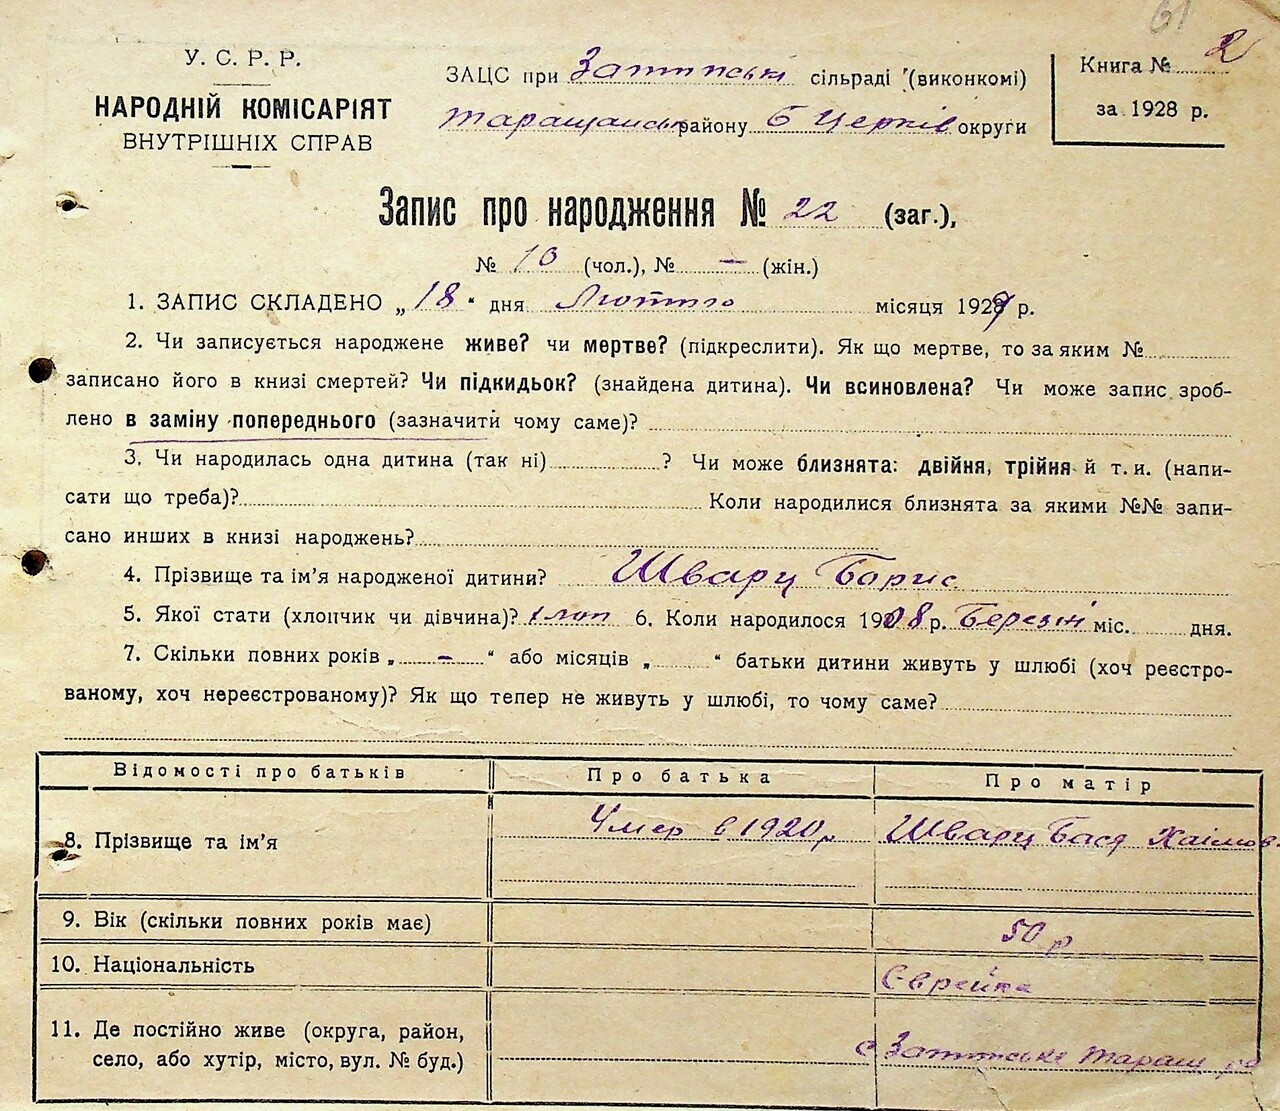 61
2
У. С. Р. Р.
НАРОДНІЙ КОМІСАРІЯТ
ВНУТРІШНІХ СПРАВ
ЗАЦС при сільраді (виконкомі)
району Б Церків округи
Книга №
за 1928 р.
Запис про народження № 22 (заг.),
№ 10 (чол.), № — (жін.)
1. ЗАПИС СКЛАДЕНО „18“ дня Лютого місяця 192 р.
2. Чи записується народжене живе? чи мертве? (підкреслити). Як що мертве, то за яким №
записано його в книзі смертей? Чи підкидьок? (знайдена дитина). Чи всиновлена? Чи може запис зроб-
лено в заміну попереднього (зазначити чому саме)?
3. Чи народилась одна дитина (так ні) ? Чи може близнята: двійня, трійня й т. и. (напи-
сати що треба)? Коли народилися близнята за якими №№ запи-
сано инших в книзі народжень?
4. Прізвище та ім'я народженої дитини? Шварц Борис
5. Якої стати (хлопчик чи дівчина)? хлоп 6. Коли народилося 1908 р. міс. дня.
7. Скільки повних років „ – “ або місяців „ “ батьки дитини живуть у шлюбі (хоч реєстро-
ваному, хоч нереєстрованому)? Як що тепер не живуть у шлюбі, то чому саме?
Відомості про батьків Про батька Про матір
8. Прізвище та ім'я Умер в 1920 р Шварц Бася Хаімов
9. Вік (скільки повних років має) 50 р
10. Національність Єврейка
11. Де постійно живе (округа, район,
село, або хутір, місто, вул. № буд.) с Таращ